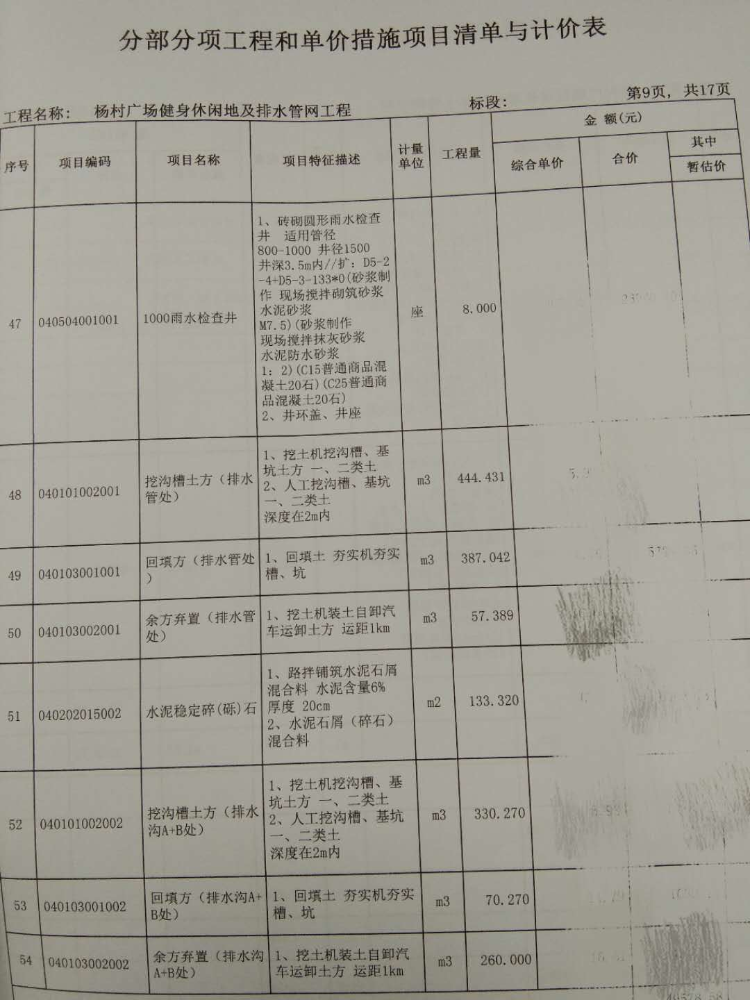 分部分项工程和单价措施项目清单与计价表
工程名称: 杨村广场健身休闲地及排水管网工程 标段: 第9页, 共17页
序号 项目编码 项目名称 项目特征描述 计量单位 工程量 金 额(元)
综合单价 合价 其中
暂估价
47 040504001001 1000雨水检查井
1、砖砌圆形雨水检查
井 适用管径
800-1000 井径1500
井深3.5m内//扩: D5-2
-4+D5-3-133*0(砂浆制
作 现场搅拌砌筑砂浆
水泥砂浆
M7.5)(砂浆制作
现场搅拌抹灰砂浆
水泥防水砂浆
1: 2)(C15普通商品混
凝土20石)(C25普通商
品混凝土20石)
2、井环盖、井座
座 8.000
48 040101002001 挖沟槽土方（排水
管处）
1、挖土机挖沟槽、基
坑土方 一、二类土
2、人工挖沟槽、基坑
一、二类土
深度在2m内
m3 444.431
49 040103001001 回填方（排水管处
）
1、回填土 夯实机夯实
槽、坑
m3 387.042
50 040103002001 余方弃置（排水管
处）
1、挖土机装土自卸汽
车运卸土方 运距1km
m3 57.389
51 040202015002 水泥稳定碎(砾)石
1、路拌铺筑水泥石屑
混合料 水泥含量6%
厚度 20cm
2、水泥石屑（碎石）
混合料
m2 133.320
52 040101002002 挖沟槽土方（排水
沟A+B处）
1、挖土机挖沟槽、基
坑土方 一、二类土
2、人工挖沟槽、基坑
一、二类土
深度在2m内
m3 330.270
53 040103001002 回填方（排水沟A+
B处）
1、回填土 夯实机夯实
槽、坑
m3 70.270
54 040103002002 余方弃置（排水沟
A+B处）
1、挖土机装土自卸汽
车运卸土方 运距1km
m3 260.000